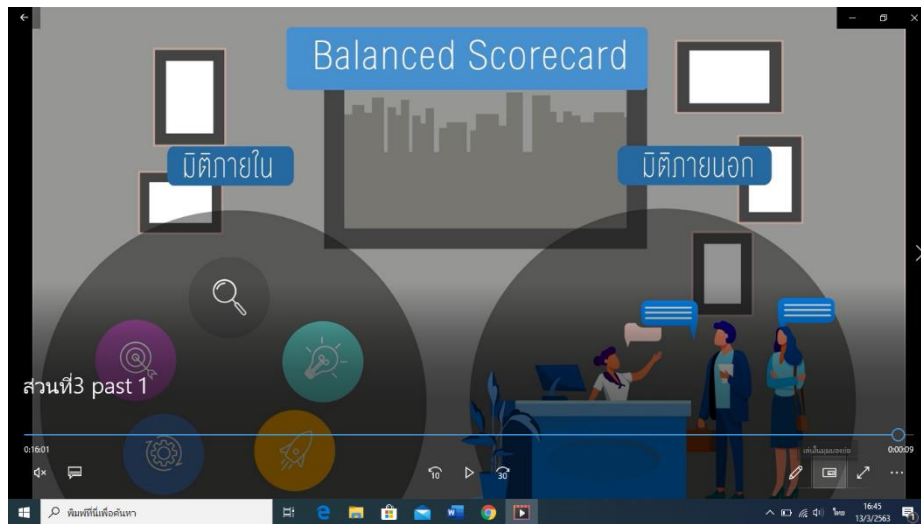 Balanced Scorecard
มิติภายใน
มิติภายนอก
ส่วนที่3 past 1
0:16:01
0:00:09
10
30
พิมพ์ที่นี่เพื่อค้นหา
ไทย
16:45
13/3/2563